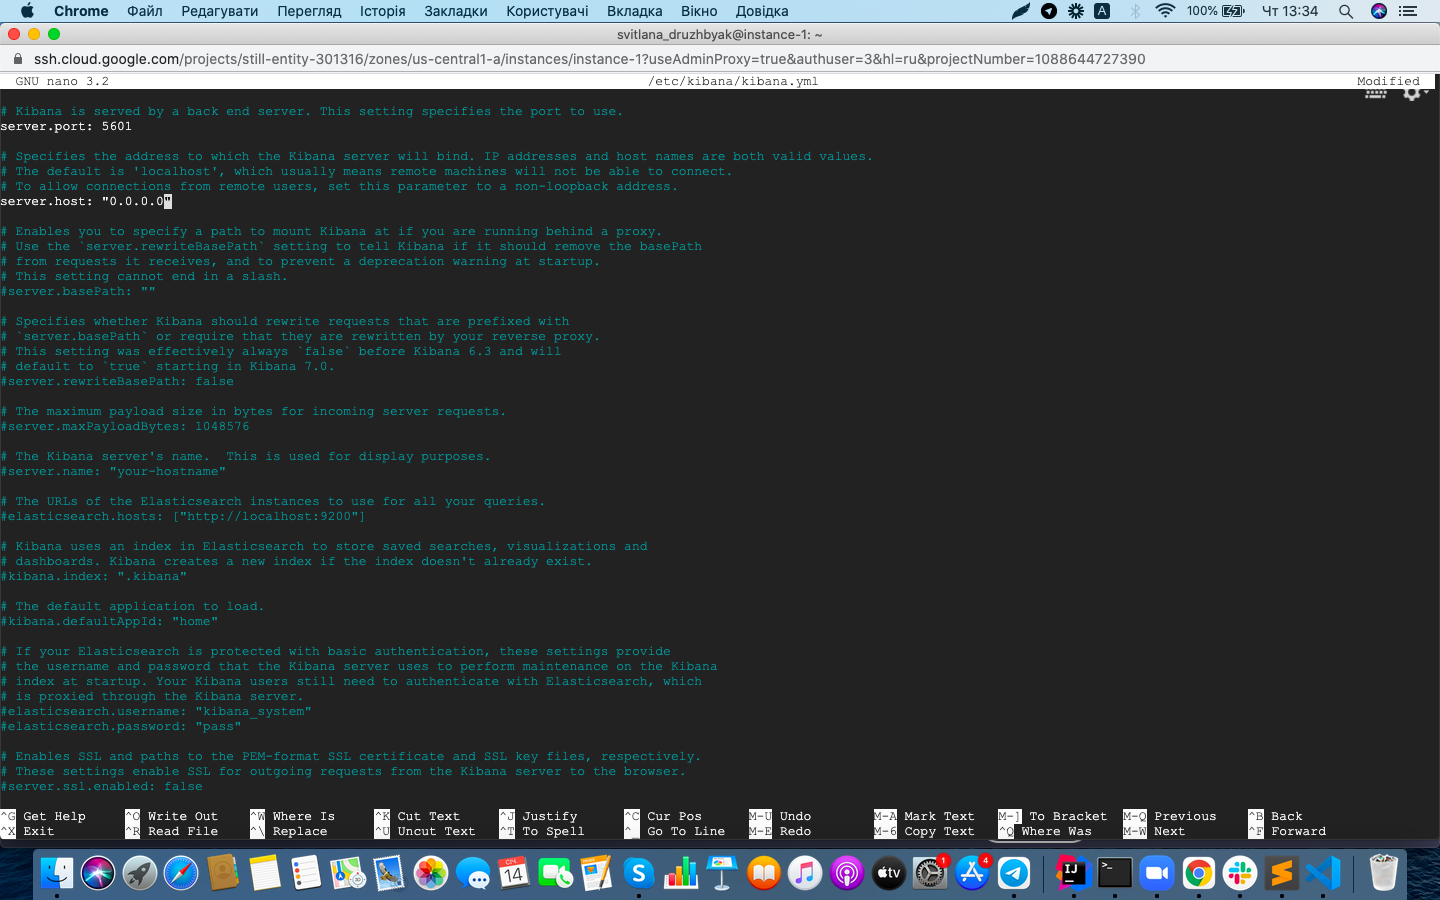 Chrome Файл Редагувати Перегляд Історія Закладки Користувачі Вкладка Вікно Довідка A 100% Чт 13:34
svitlana_druzhbyak@instance-1: ~
ssh.cloud.google.com/projects/still-entity-301316/zones/us-central1-a/instances/instance-1?useAdminProxy=true&authuser=3&hl=ru&projectNumber=1088644727390
GNU nano 3.2 /etc/kibana/kibana.yml Modified
# Kibana is served by a back end server. This setting specifies the port to use.
server.port: 5601
# Specifies the address to which the Kibana server will bind. IP addresses and host names are both valid values.
# The default is 'localhost', which usually means remote machines will not be able to connect.
# To allow connections from remote users, set this parameter to a non-loopback address.
server.host: "0.0.0.0"
# Enables you to specify a path to mount Kibana at if you are running behind a proxy.
# Use the `server.rewriteBasePath` setting to tell Kibana if it should remove the basePath
# from requests it receives, and to prevent a deprecation warning at startup.
# This setting cannot end in a slash.
#server.basePath: ""
# Specifies whether Kibana should rewrite requests that are prefixed with
# `server.basePath` or require that they are rewritten by your reverse proxy.
# This setting was effectively always `false` before Kibana 6.3 and will
# default to `true` starting in Kibana 7.0.
#server.rewriteBasePath: false
# The maximum payload size in bytes for incoming server requests.
#server.maxPayloadBytes: 1048576
# The Kibana server's name.  This is used for display purposes.
#server.name: "your-hostname"
# The URLs of the Elasticsearch instances to use for all your queries.
#elasticsearch.hosts: ["http://localhost:9200"]
# Kibana uses an index in Elasticsearch to store saved searches, visualizations and
# dashboards. Kibana creates a new index if the index doesn't already exist.
#kibana.index: ".kibana"
# The default application to load.
#kibana.defaultAppId: "home"
# If your Elasticsearch is protected with basic authentication, these settings provide
# the username and password that the Kibana server uses to perform maintenance on the Kibana
# index at startup. Your Kibana users still need to authenticate with Elasticsearch, which
# is proxied through the Kibana server.
#elasticsearch.username: "kibana_system"
#elasticsearch.password: "pass"
# Enables SSL and paths to the PEM-format SSL certificate and SSL key files, respectively.
# These settings enable SSL for outgoing requests from the Kibana server to the browser.
#server.ssl.enabled: false
^G Get Help ^O Write Out ^W Where Is ^K Cut Text ^J Justify ^C Cur Pos M-U Undo M-A Mark Text M-] To Bracket M-Q Previous ^B Back
^X Exit ^R Read File ^\ Replace ^U Uncut Text ^T To Spell ^_ Go To Line M-E Redo M-6 Copy Text ^Q Where Was M-W Next ^F Forward
СІЧ 14 S tv 1 4 IJ >_